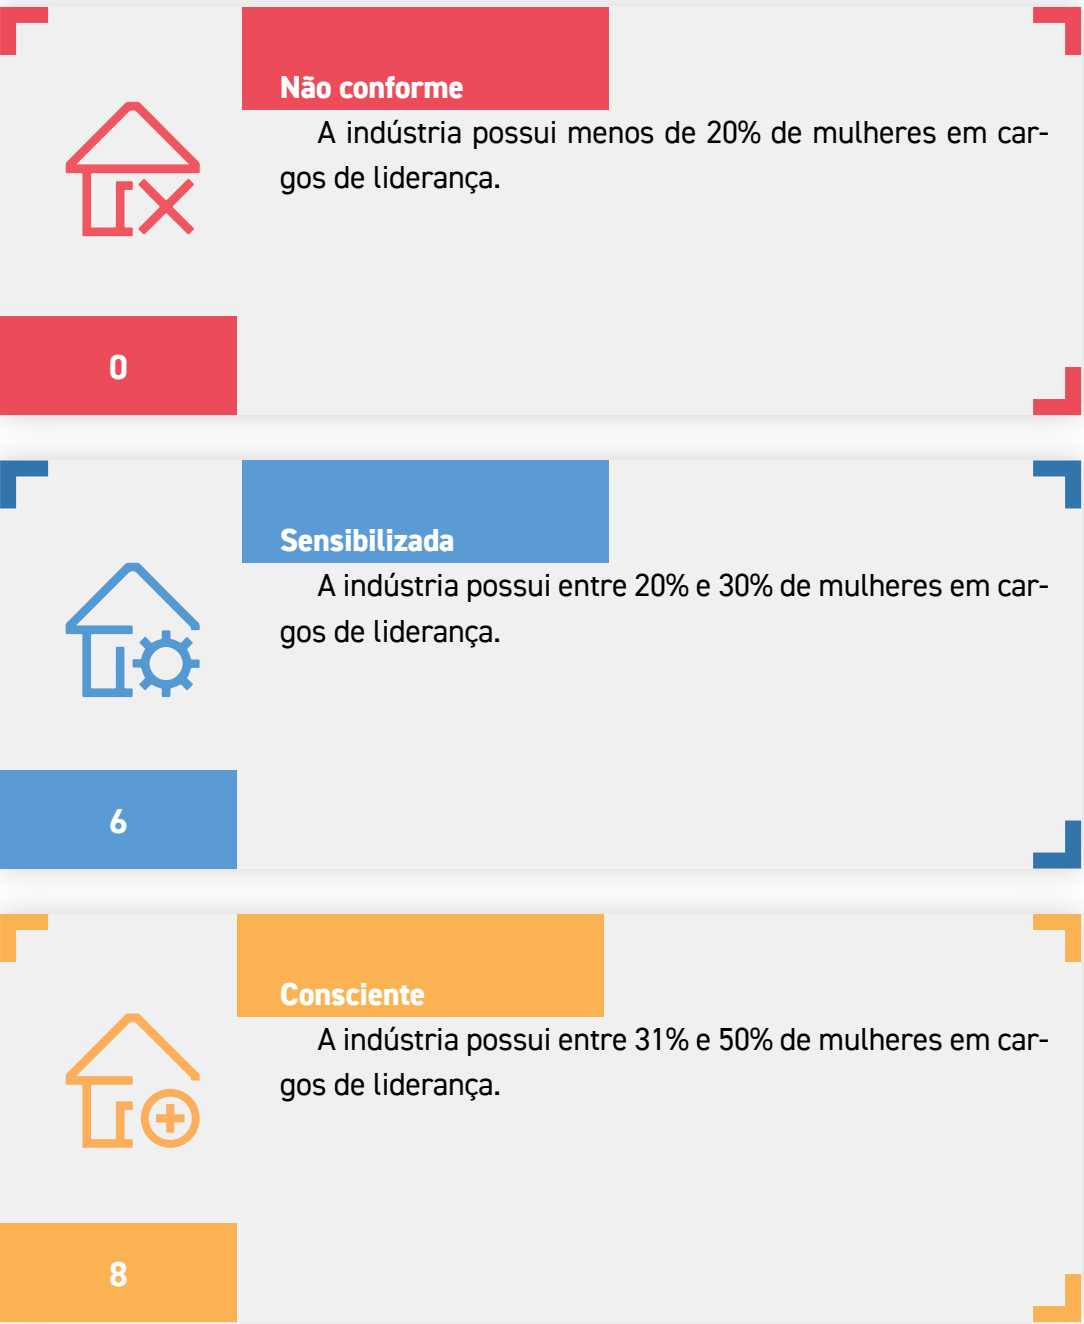 Não conforme
A indústria possui menos de 20% de mulheres em car-
gos de liderança.
0
Sensibilizada
A indústria possui entre 20% e 30% de mulheres em car-
gos de liderança.
6
Consciente
A indústria possui entre 31% e 50% de mulheres em car-
gos de liderança.
8